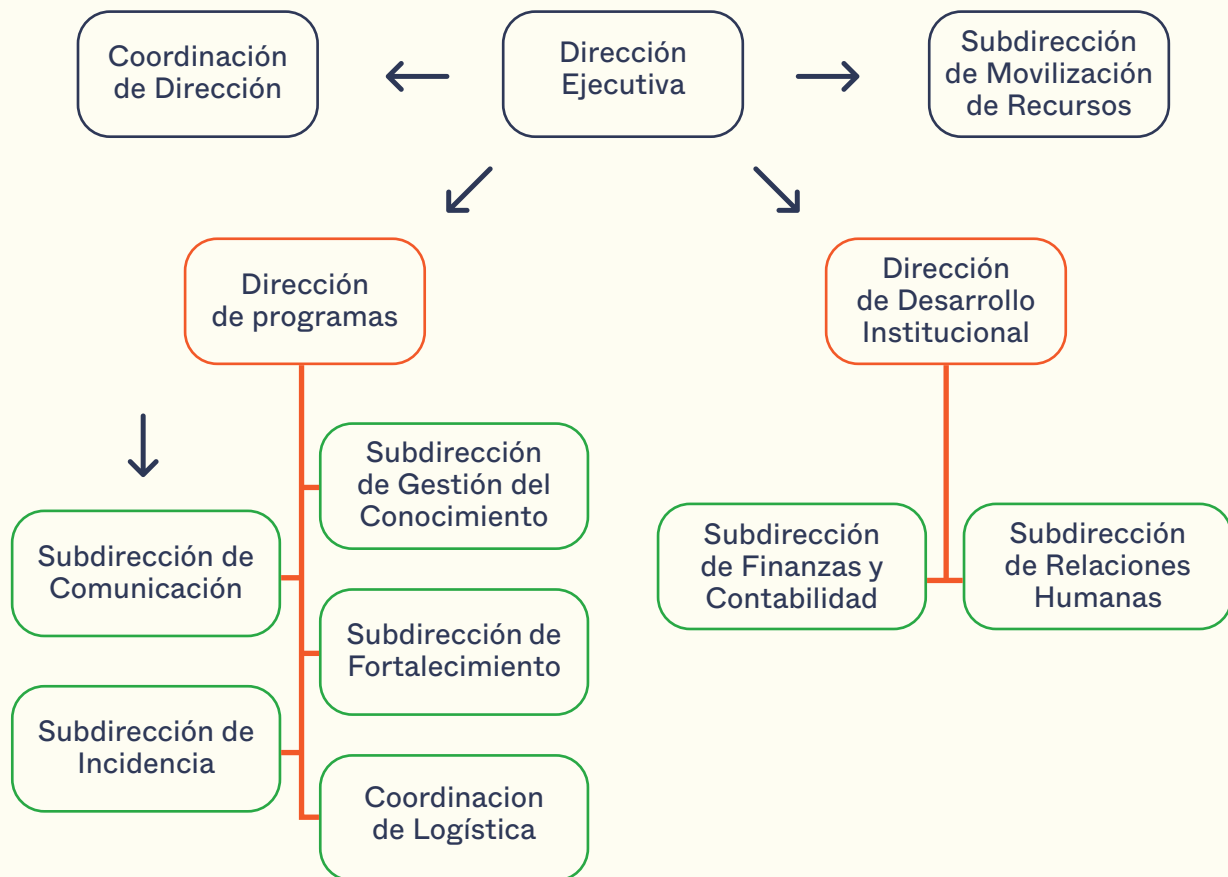 Coordinación
de Dirección
Dirección
Ejecutiva
Subdirección
de Movilización
de Recursos
Dirección
de programas
Dirección
de Desarrollo
Institucional
Subdirección
de Gestión del
Conocimiento
Subdirección de
Comunicación
Subdirección de
Fortalecimiento
Subdirección de
Incidencia
Coordinacion
de Logística
Subdirección
de Finanzas y
Contabilidad
Subdirección
de Relaciones
Humanas